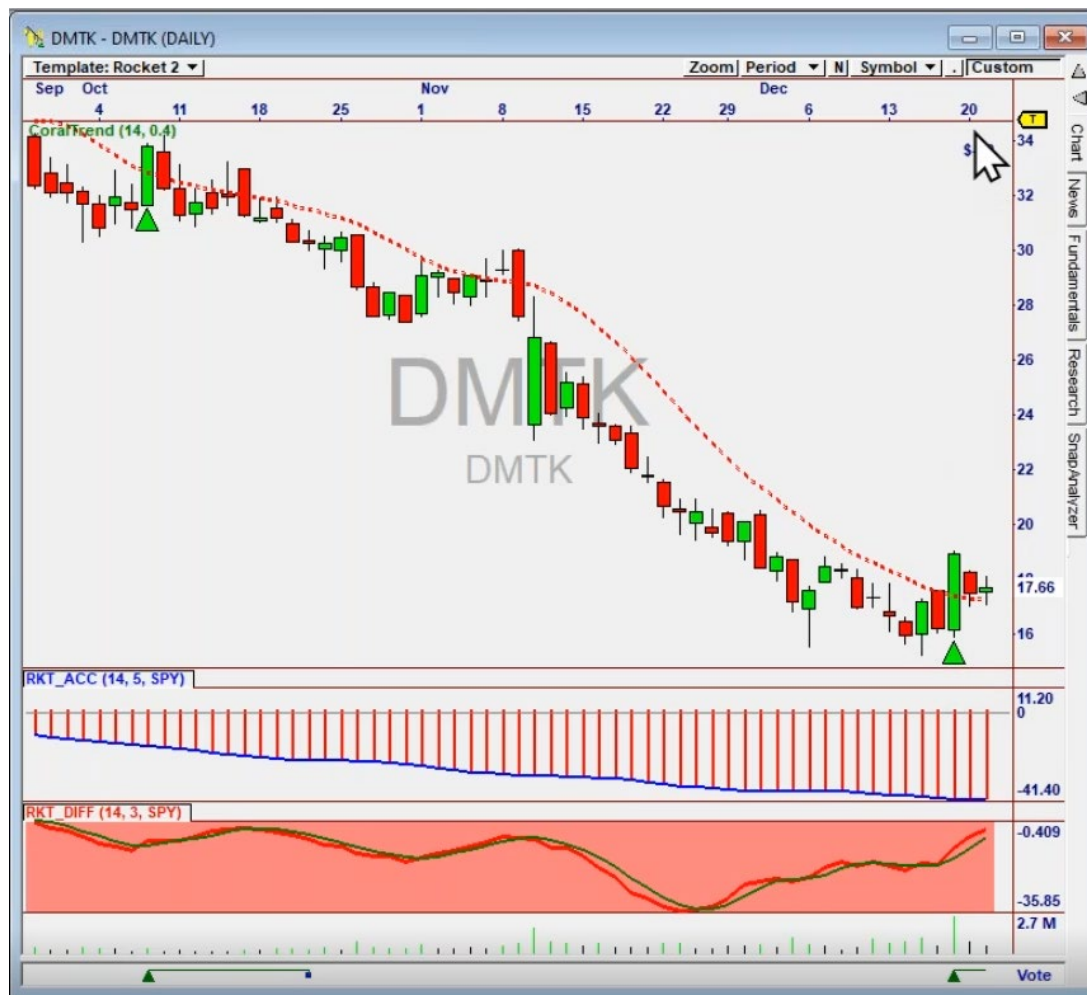 DMTK - DMTK (DAILY)
Template: Rocket 2
Zoom Period N Symbol . Custom
Sep Oct Nov Dec
4 11 18 25 1 8 15 22 29 6 13 20
T
CoralTrend (14, 0.4)
34
32
30
28
26
24
22
20
17.66
16
DMTK
DMTK
Chart
News
Fundamentals
Research
SnapAnalyzer
RKT_ACC (14, 5, SPY)
11.20
0
-41.40
RKT_DIFF (14, 3, SPY)
-0.409
-35.85
2.7 M
Vote